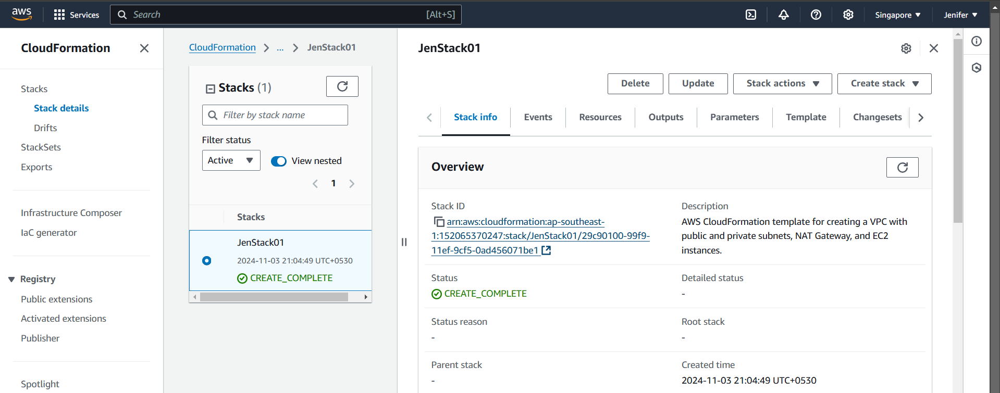 aws
Services
Search
[Alt+S]
Singapore
Jenifer
CloudFormation
Stacks
Stack details
Drifts
StackSets
Exports
Infrastructure Composer
IaC generator
Registry
Public extensions
Activated extensions
Publisher
Spotlight
CloudFormation
...
JenStack01
Stacks (1)
Filter by stack name
Filter status
Active
View nested
1
Stacks
JenStack01
2024-11-03 21:04:49 UTC+0530
CREATE_COMPLETE
JenStack01
Delete
Update
Stack actions
Create stack
Stack info
Events
Resources
Outputs
Parameters
Template
Changesets
Overview
Stack ID
arn:aws:cloudformation:ap-southeast-
1:152065370247:stack/JenStack01/29c90100-99f9-
11ef-9cf5-0ad456071be1
Description
AWS CloudFormation template for creating a VPC with
public and private subnets, NAT Gateway, and EC2
instances.
Status
CREATE_COMPLETE
Detailed status
-
Status reason
-
Root stack
-
Parent stack
-
Created time
2024-11-03 21:04:49 UTC+0530